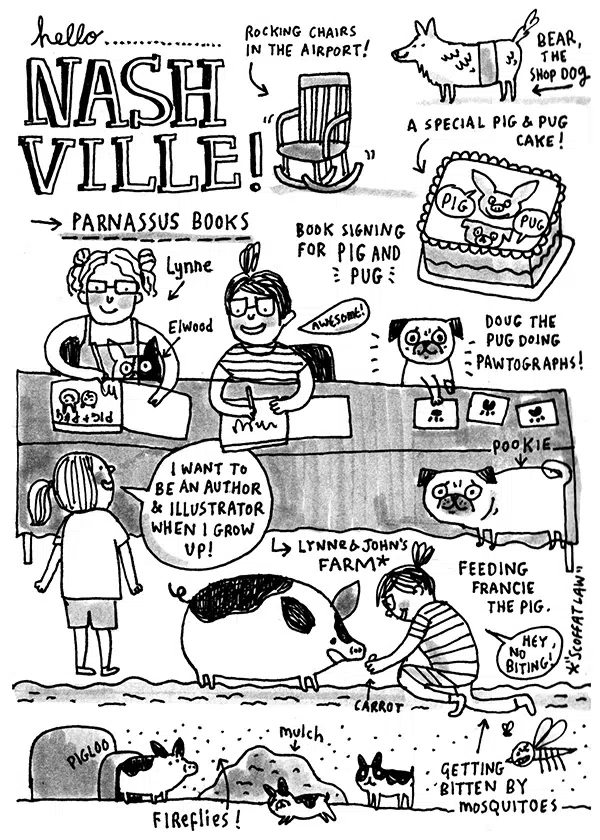 hello
NASH
VILLE!
ROCKING CHAIRS
IN THE AIRPORT!
BEAR,
THE
SHOP DOG
A SPECIAL PIG & PUG
CAKE!
PIG
PUG
PARNASSUS BOOKS
BOOK SIGNING
FOR PIG AND
PUG
Lynne
Elwood
AWESOME!
DOUG THE
PUG DOING
PAWTOGRAPHS!
PIG+PUG
POOKIE
I WANT TO
BE AN AUTHOR
& ILLUSTRATOR
WHEN I GROW
UP!
LYNNE & JOHN'S
FARM*
FEEDING
FRANCIE
THE PIG.
HEY,
NO
BITING!
*"SCOFFATLAW"
CARROT
PIGLOO
mulch
FIREflies!
GETTING
BITTEN BY
MOSQUITOES